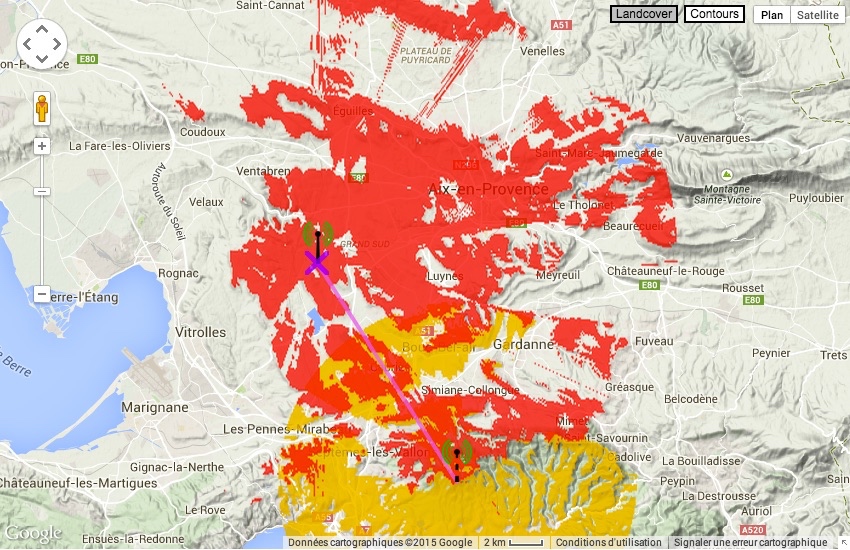 Saint-Cannat
A51
Landcover
Contours
Plan
Satellite
Venelles
PLATEAU DE
PUYRICARD
E80
Éguilles
Coudoux
La Fare-les-Oliviers
Vauvenargues
Saint-Marc-Jaumegarde
Ventabren
E80
Aix-en-Provence
Montagne
Sainte-Victoire
Puyloubier
Autoroute du Soleil
Velaux
Le Tholonet
Beaurecueil
GRAND SUD
Rognac
Luynes
Meyreuil
Châteauneuf-le-Rouge
E80
Rousset
E80
Berre-l'Étang
Vitrolles
A51
Gardanne
Fuveau
Peynier
Trets
Simiane-Collongue
Gréasque
Belcodène
Marignane
Mimet
Les Pennes-Mirabeau
Saint-Savournin
Cadolive
La Bouilladisse
Gignac-la-Nerthe
Peypin
Châteauneuf-les-Martigues
La Destrousse
Le Rove
Auriol
A55
A7
A520
Ensuès-la-Redonne
Google
Données cartographiques ©2015 Google
2 km
Conditions d'utilisation
Signaler une erreur cartographique